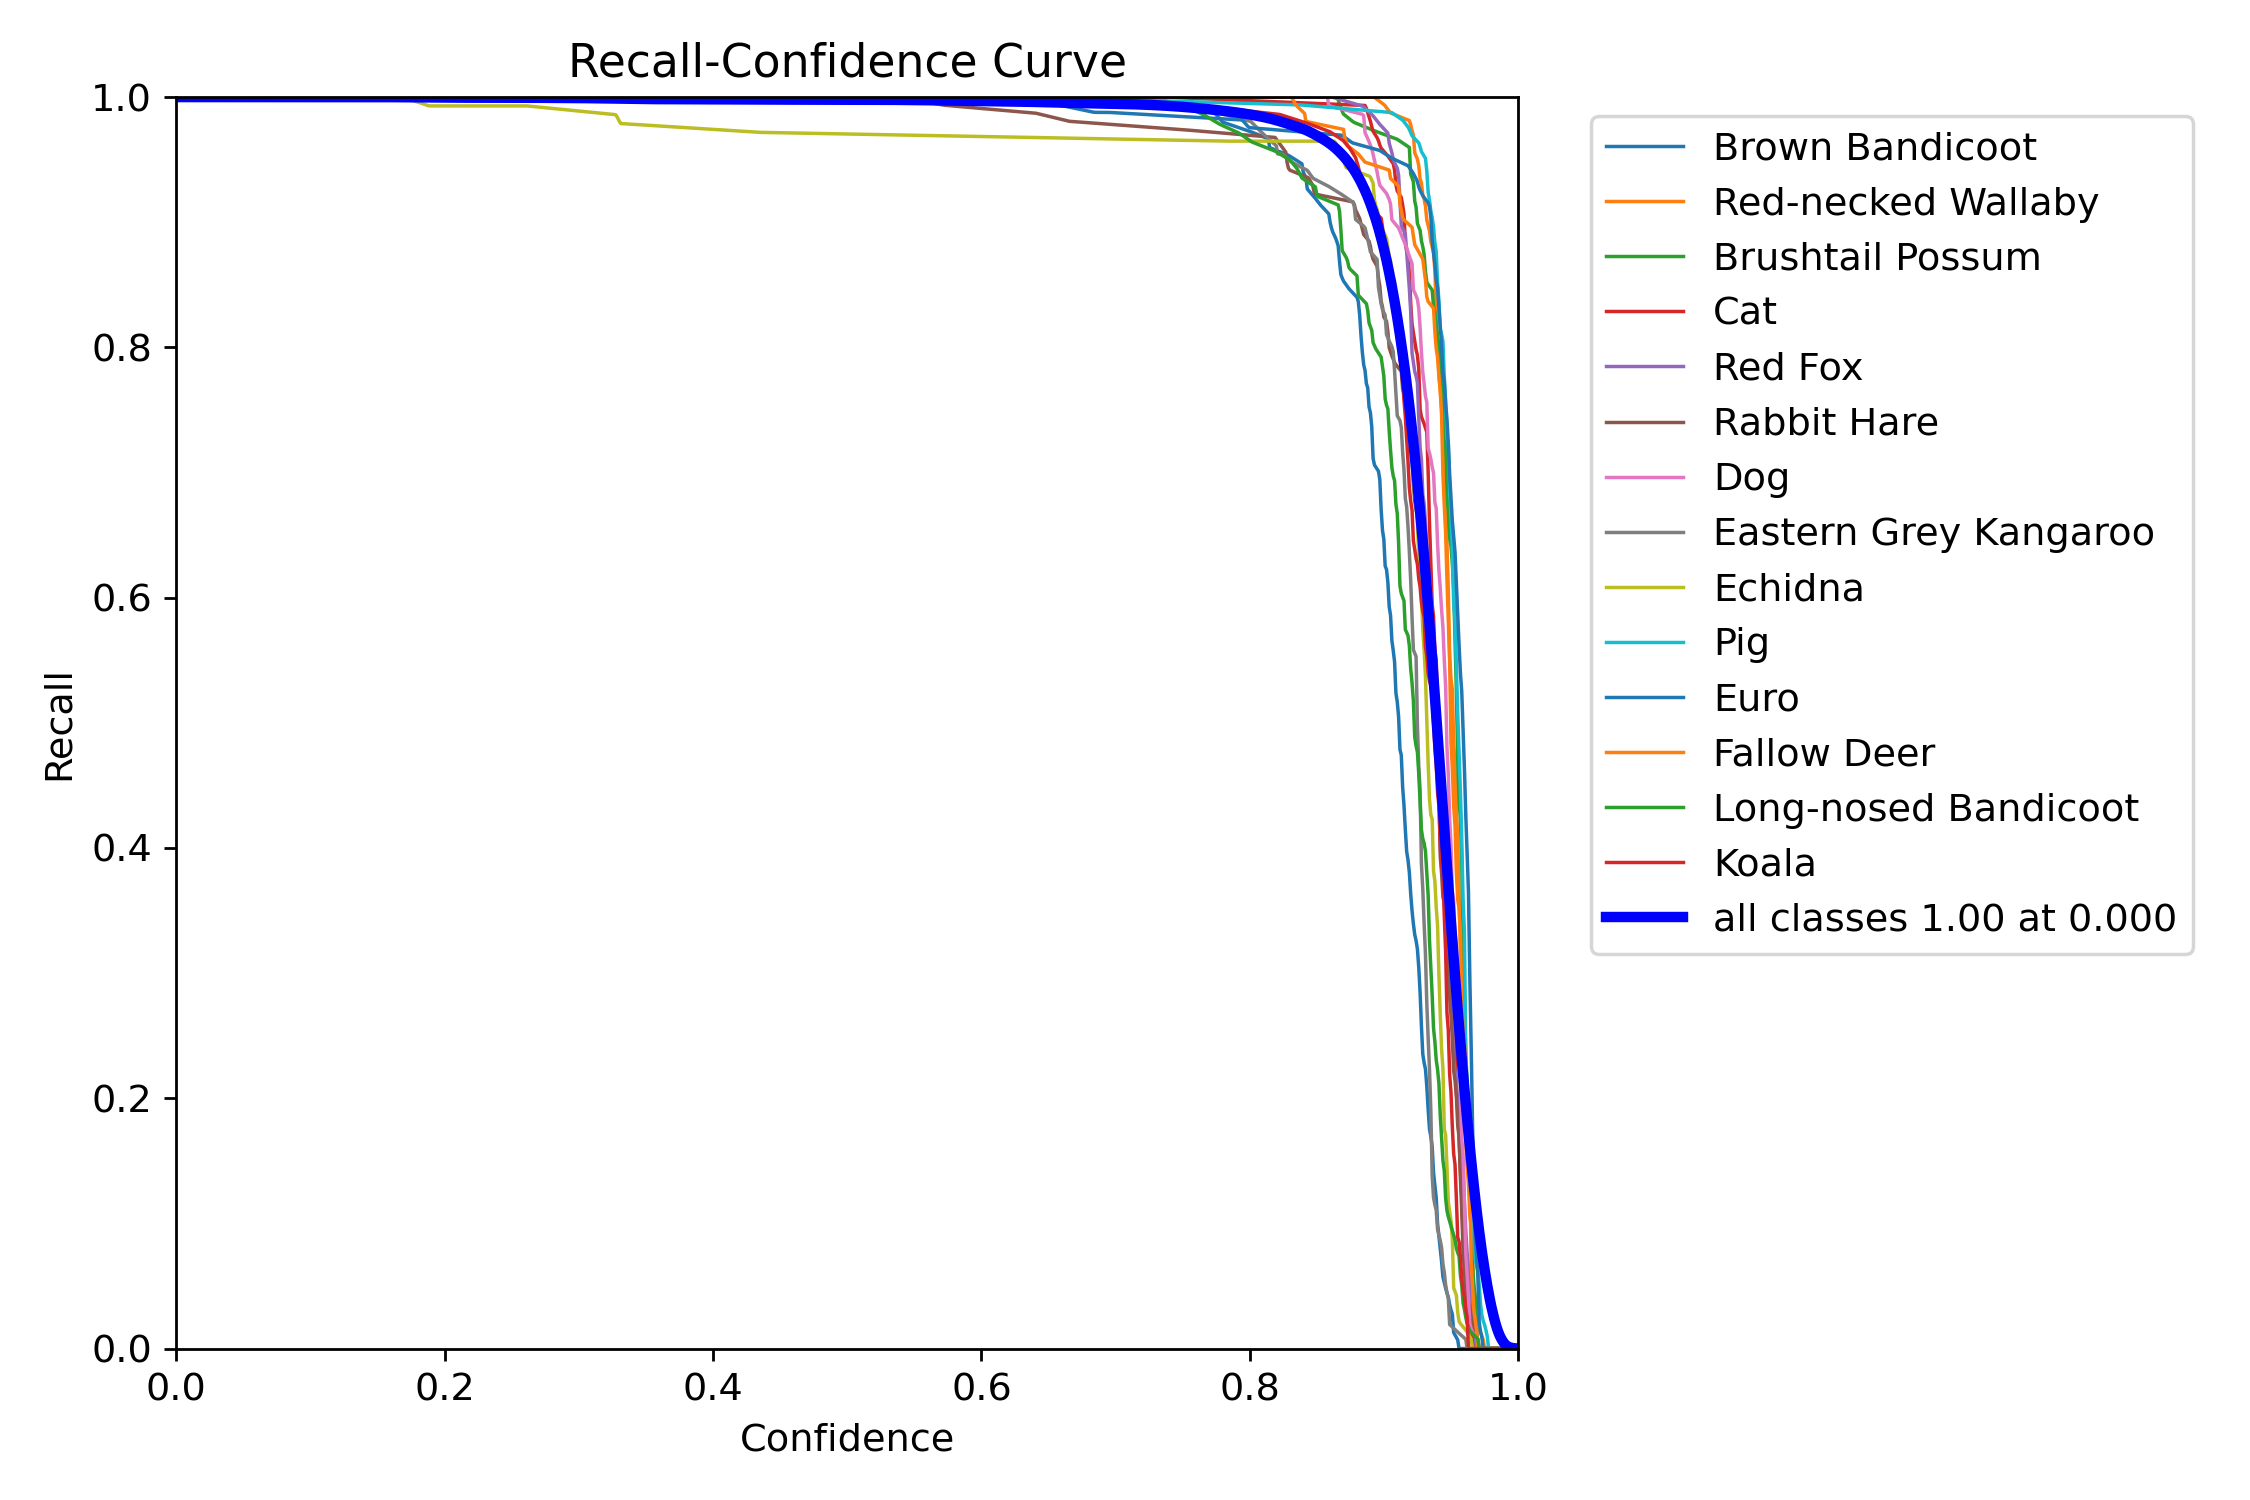 Recall-Confidence Curve
1.0
0.8
0.6
0.4
0.2
0.0
Recall
0.0 0.2 0.4 0.6 0.8 1.0
Confidence
Brown Bandicoot
Red-necked Wallaby
Brushtail Possum
Cat
Red Fox
Rabbit Hare
Dog
Eastern Grey Kangaroo
Echidna
Pig
Euro
Fallow Deer
Long-nosed Bandicoot
Koala
all classes 1.00 at 0.000